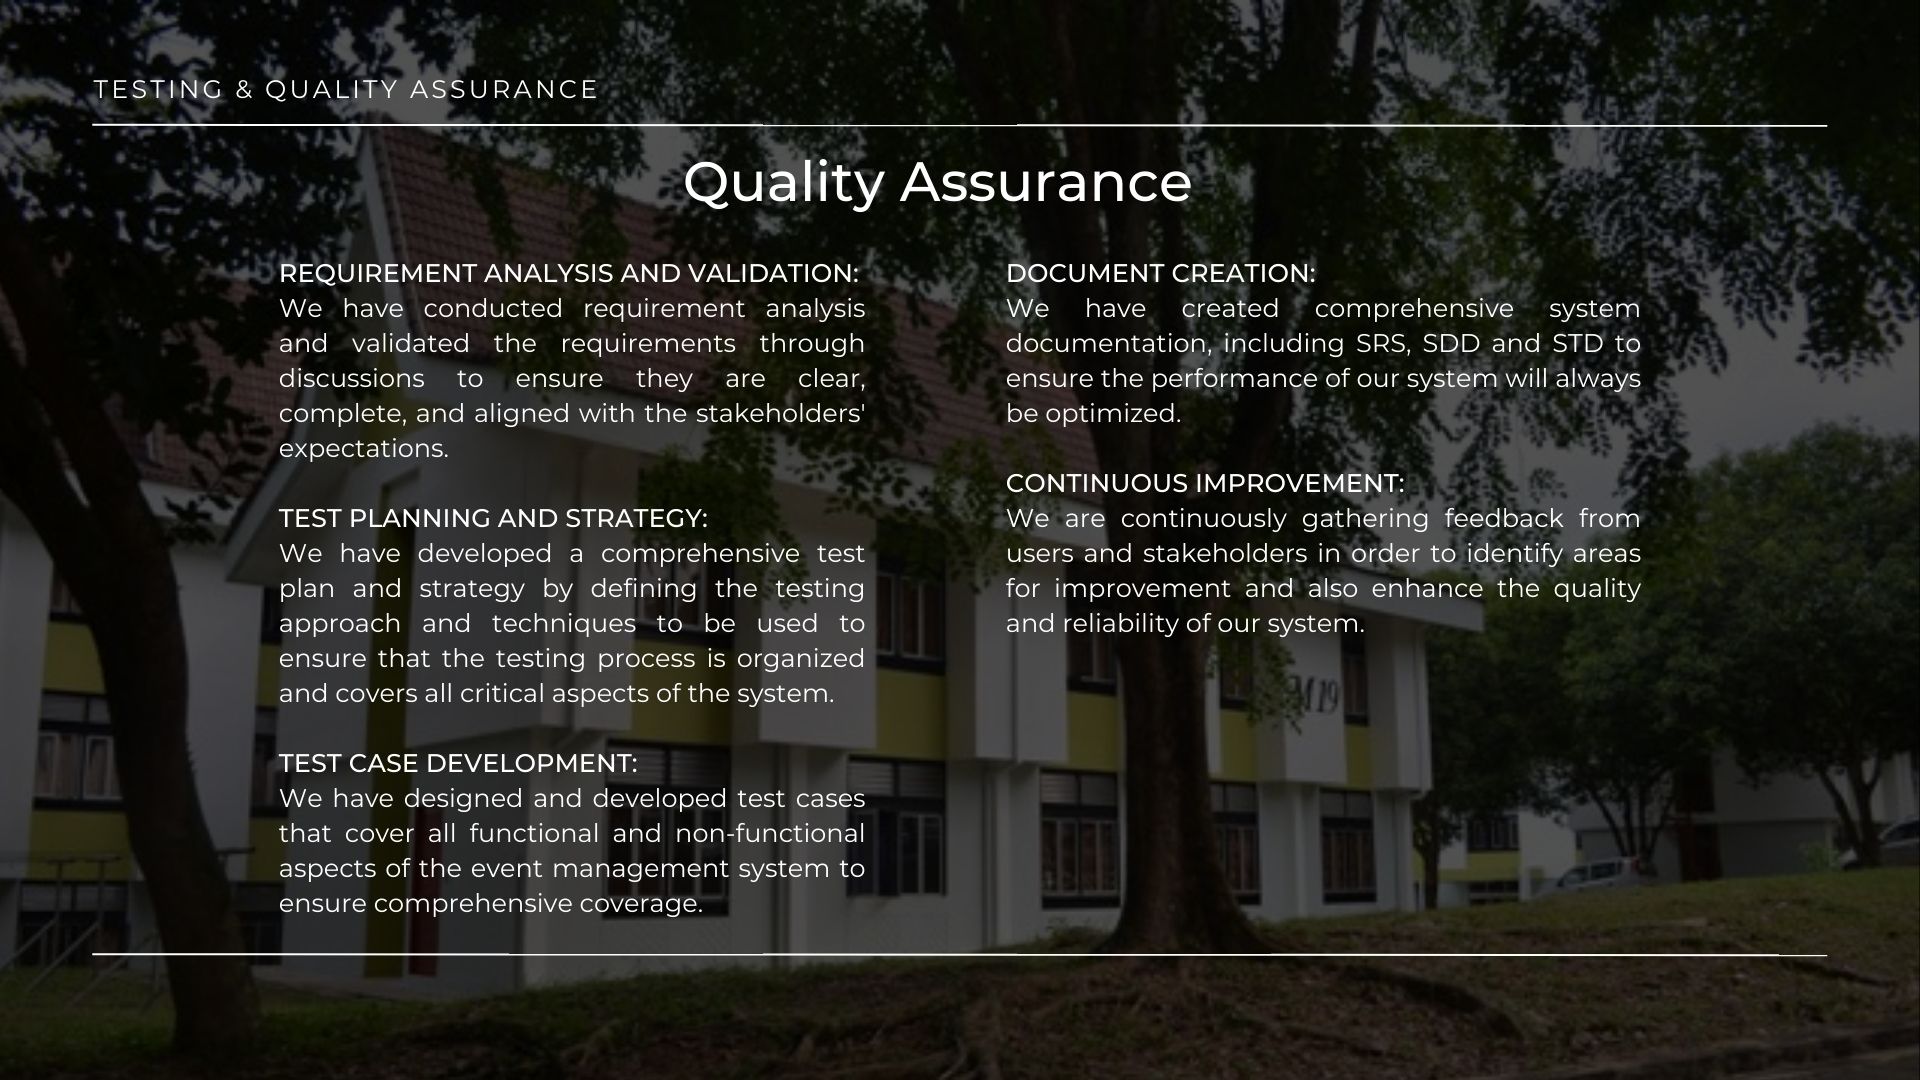 TESTING & QUALITY ASSURANCE
Quality Assurance
REQUIREMENT ANALYSIS AND VALIDATION:
We have conducted requirement analysis
and validated the requirements through
discussions to ensure they are clear,
complete, and aligned with the stakeholders'
expectations.
TEST PLANNING AND STRATEGY:
We have developed a comprehensive test
plan and strategy by defining the testing
approach and techniques to be used to
ensure that the testing process is organized
and covers all critical aspects of the system.
TEST CASE DEVELOPMENT:
We have designed and developed test cases
that cover all functional and non-functional
aspects of the event management system to
ensure comprehensive coverage.
DOCUMENT CREATION:
We have created comprehensive system
documentation, including SRS, SDD and STD to
ensure the performance of our system will always
be optimized.
CONTINUOUS IMPROVEMENT:
We are continuously gathering feedback from
users and stakeholders in order to identify areas
for improvement and also enhance the quality
and reliability of our system.
M19